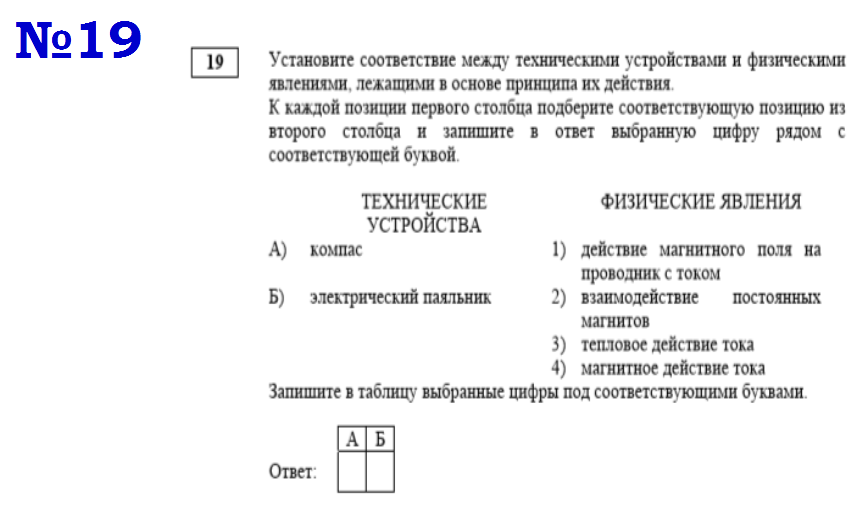 №19
19
Установите соответствие между техническими устройствами и физическими
явлениями, лежащими в основе принципа их действия.
К каждой позиции первого столбца подберите соответствующую позицию из
второго столбца и запишите в ответ выбранную цифру рядом с
соответствующей буквой.
ТЕХНИЧЕСКИЕ
УСТРОЙСТВА
А) компас
Б) электрический паяльник
ФИЗИЧЕСКИЕ ЯВЛЕНИЯ
1) действие магнитного поля на
проводник с током
2) взаимодействие постоянных
магнитов
3) тепловое действие тока
4) магнитное действие тока
Запишите в таблицу выбранные цифры под соответствующими буквами.
А Б
Ответ: